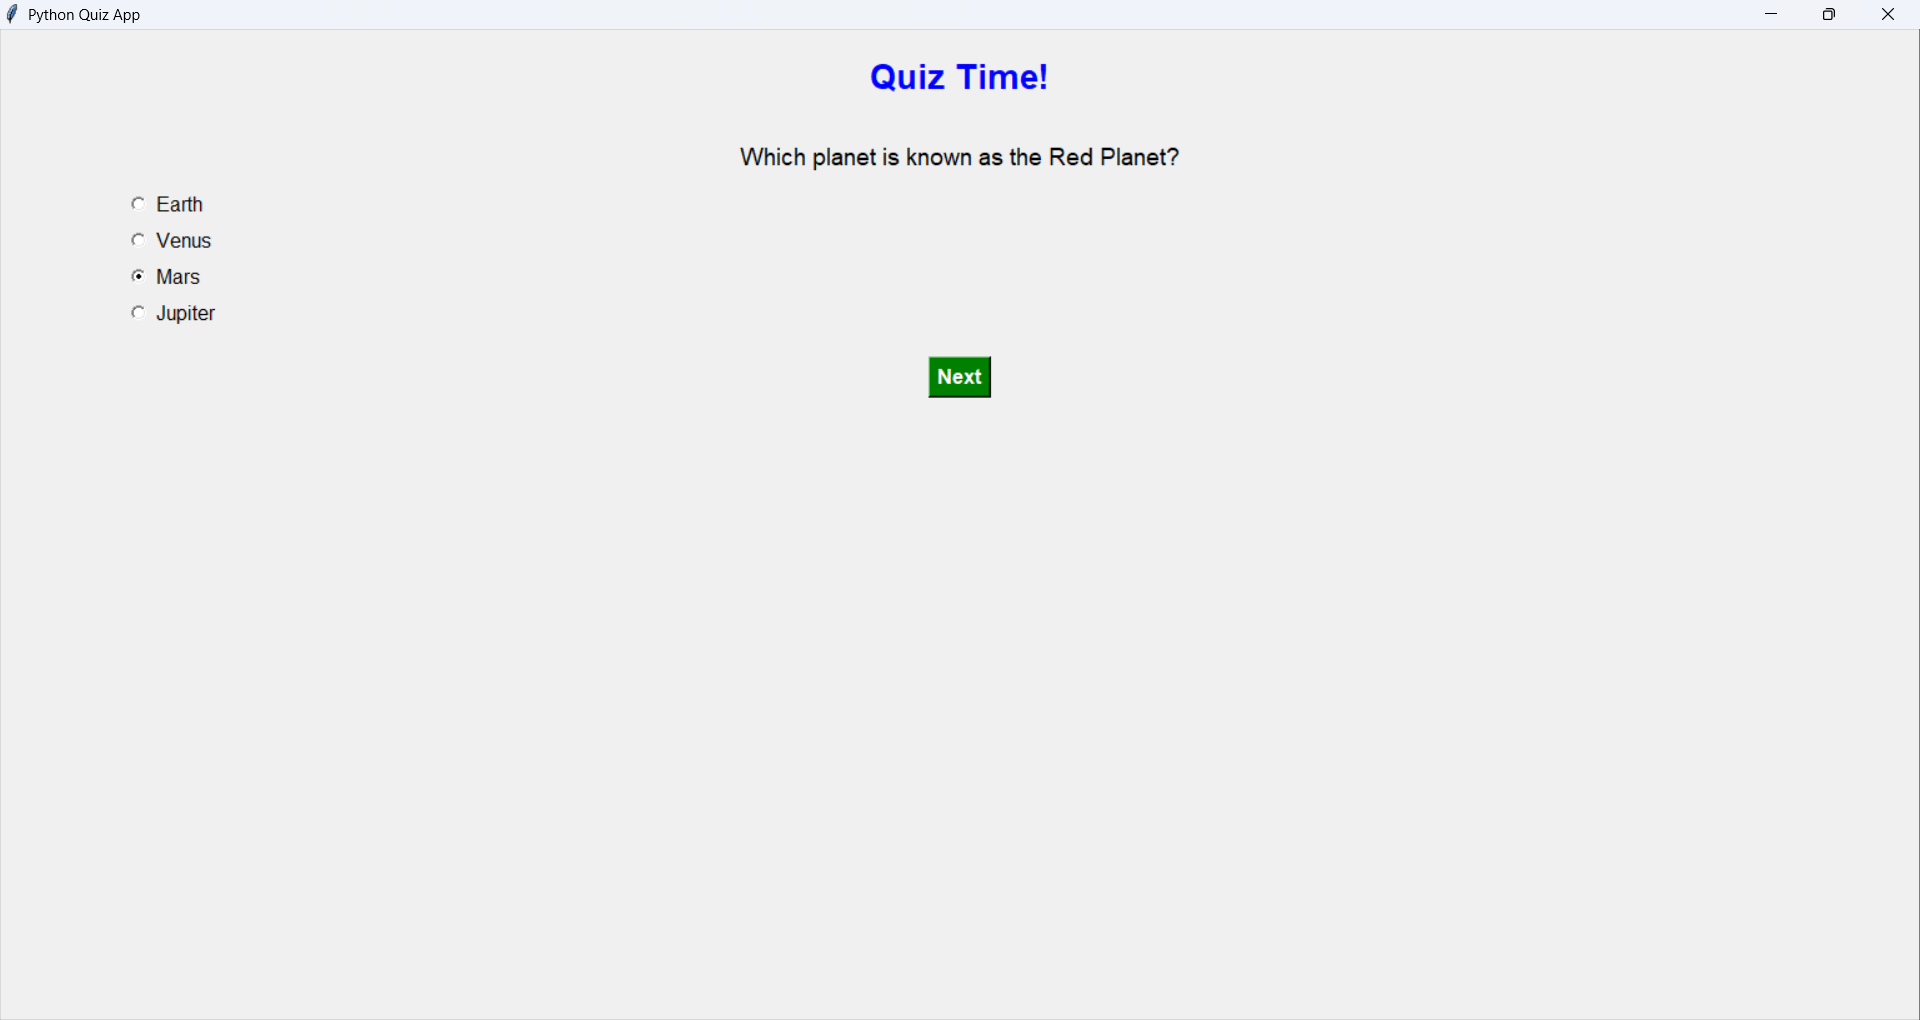 Python Quiz App
Quiz Time!
Which planet is known as the Red Planet?
Earth
Venus
Mars
Jupiter
Next